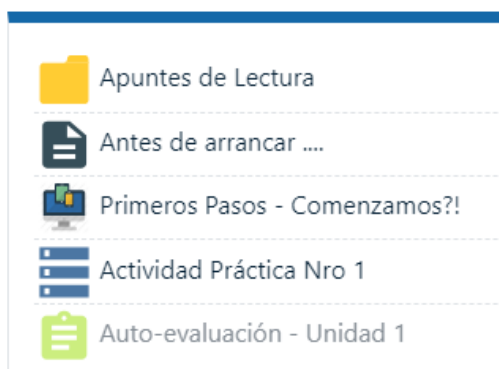 Apuntes de Lectura
Antes de arrancar ....
Primeros Pasos - Comenzamos?!
Actividad Práctica Nro 1
Auto-evaluación - Unidad 1